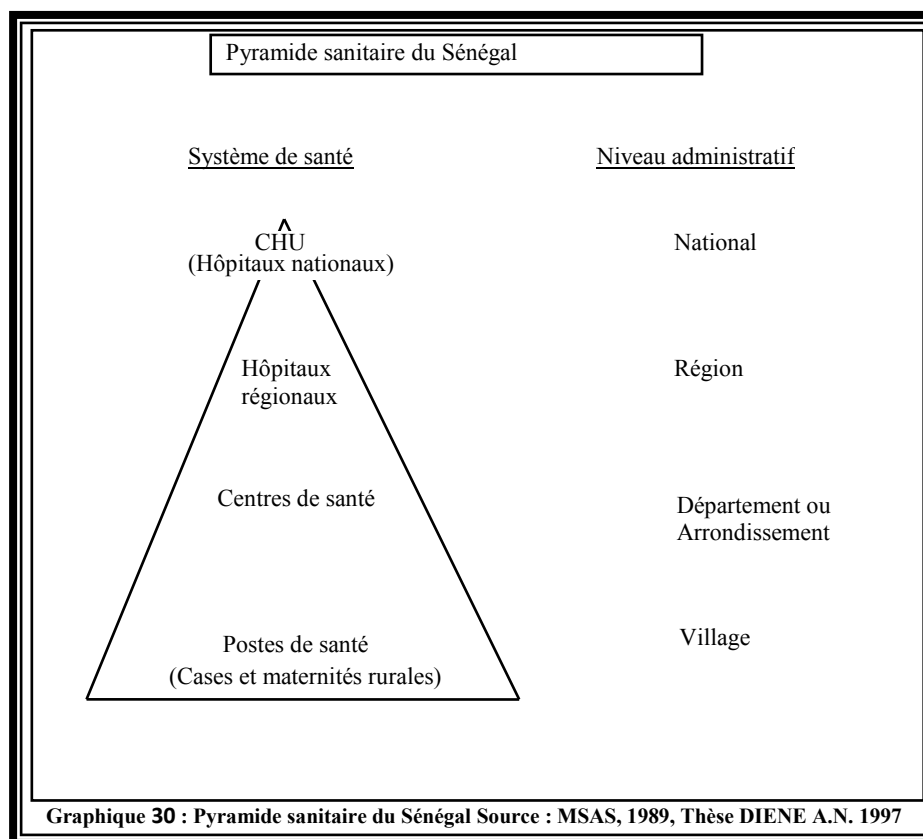 Pyramide sanitaire du Sénégal
Système de santé
Niveau administratif
CHU
(Hôpitaux nationaux)
National
Hôpitaux
régionaux
Région
Centres de santé
Département ou
Arrondissement
Postes de santé
(Cases et maternités rurales)
Village
Graphique 30 : Pyramide sanitaire du Sénégal Source : MSAS, 1989, Thèse DIENE A.N. 1997